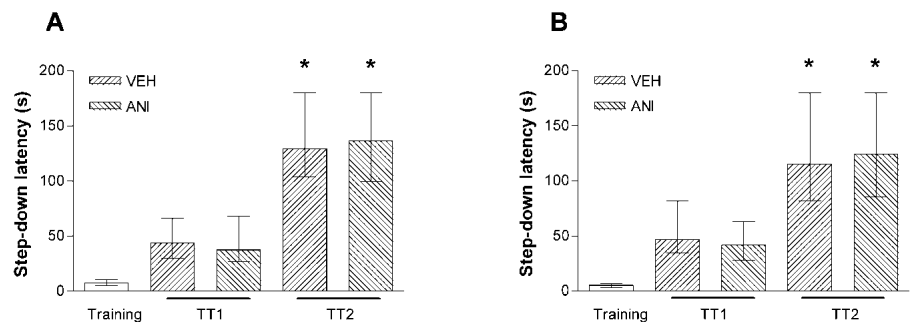 A
Step-down latency (s)
200
150
100
50
0
VEH
ANI
* *
Training TT1 TT2
B
Step-down latency (s)
200
150
100
50
0
VEH
ANI
* *
Training TT1 TT2